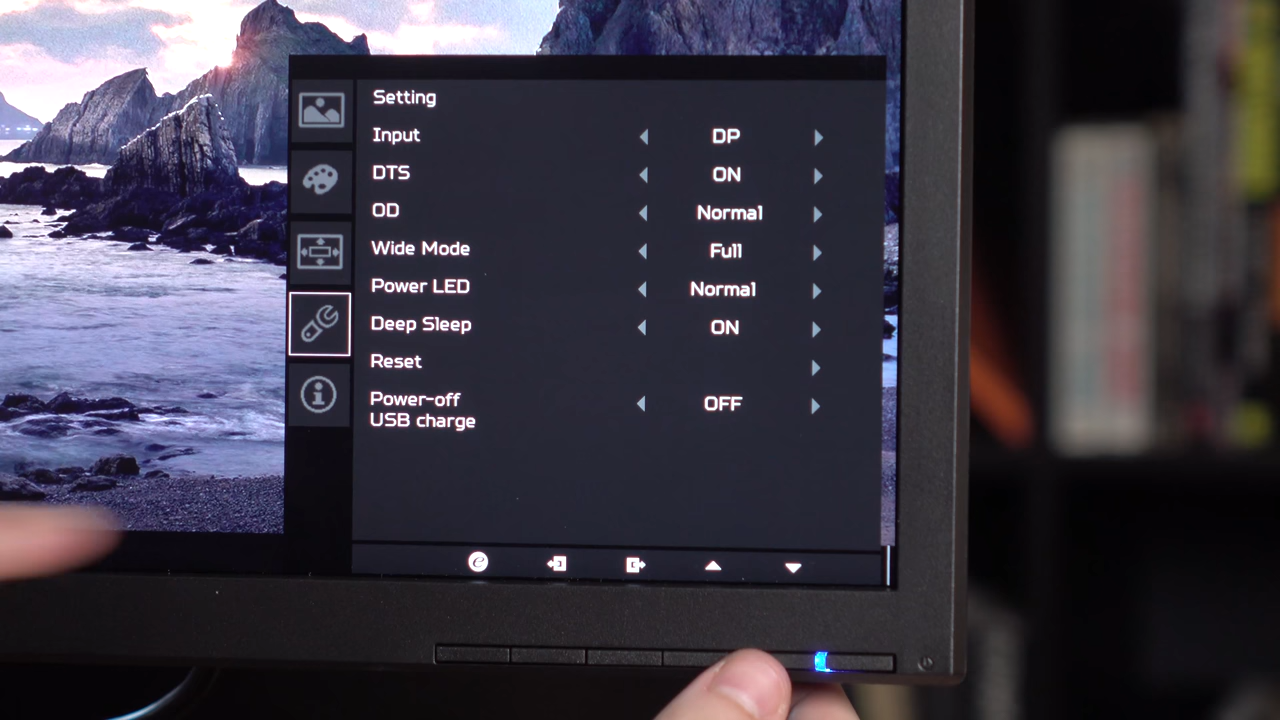 Setting
Input DP
DTS ON
OD Normal
Wide Mode Full
Power LED Normal
Deep Sleep ON
Reset
Power-off
USB charge OFF